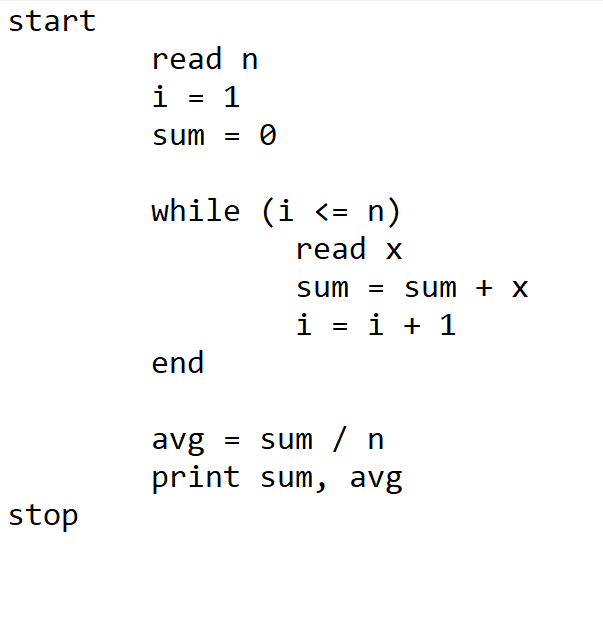 start
read n
i = 1
sum = 0
while (i <= n)
read x
sum = sum + x
i = i + 1
end
avg = sum / n
print sum, avg
stop